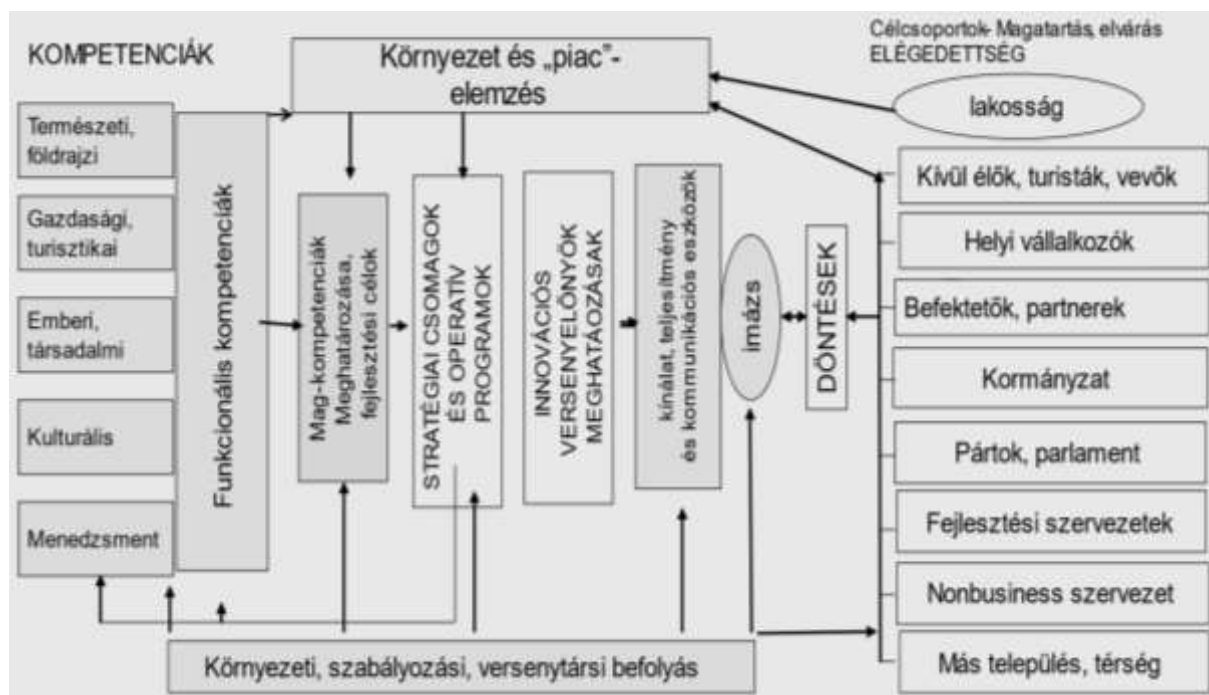 KOMPETENCIÁK
Környezet és „piac”-
elemzés
Célcsoportok- Magatartás, elvárás
ELÉGEDETTSÉG
lakosság
Természeti,
földrajzi
Gazdasági,
turisztikai
Emberi,
társadalmi
Kulturális
Menedzsment
Funkcionális kompetenciák
Mag-kompetenciák
Meghatározása,
fejlesztési célok
STRATÉGIAI CSOMAGOK
ÉS OPERATÍV
PROGRAMOK
INNOVÁCIÓS
VERSENYELŐNYÖK
MEGHATAÓZÁSAK
kínálat, teljesítmény
és kommunikációs eszközök
imázs
DÖNTÉSEK
Kívül élők, turisták, vevők
Helyi vállalkozók
Befektetők, partnerek
Kormányzat
Pártok, parlament
Fejlesztési szervezetek
Nonbusiness szervezet
Más település, térség
Környezeti, szabályozási, versenytársi befolyás